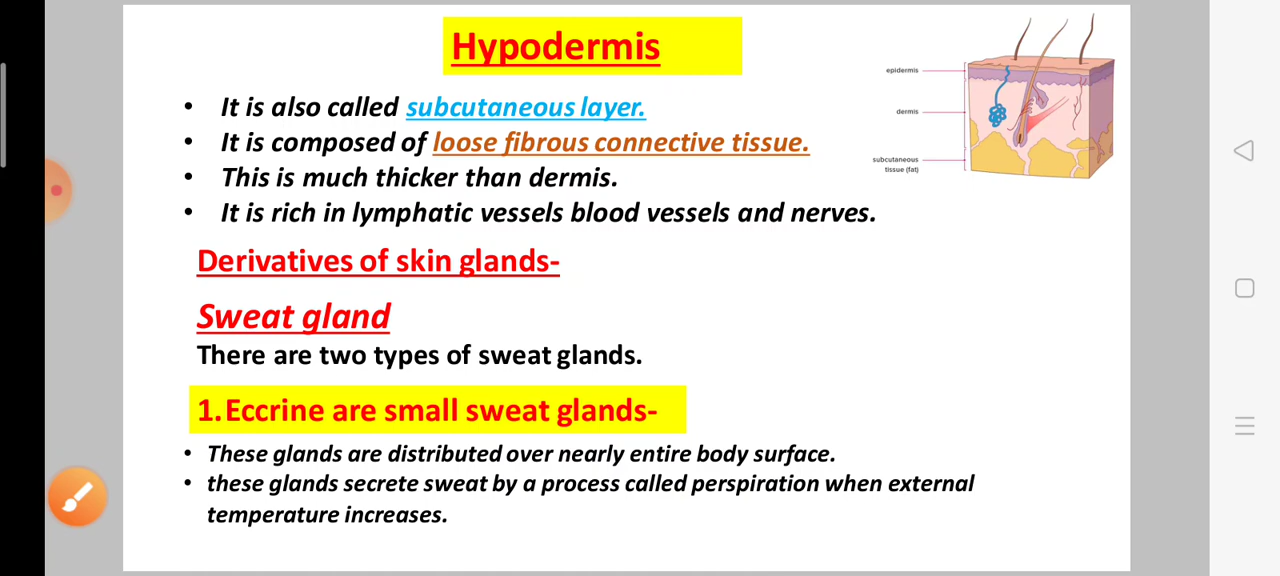 Hypodermis
• It is also called subcutaneous layer.
• It is composed of loose fibrous connective tissue.
• This is much thicker than dermis.
• It is rich in lymphatic vessels blood vessels and nerves.
epidermis
dermis
subcutaneous
tissue (fat)
Derivatives of skin glands-
Sweat gland
There are two types of sweat glands.
1. Eccrine are small sweat glands-
• These glands are distributed over nearly entire body surface.
• these glands secrete sweat by a process called perspiration when external
temperature increases.